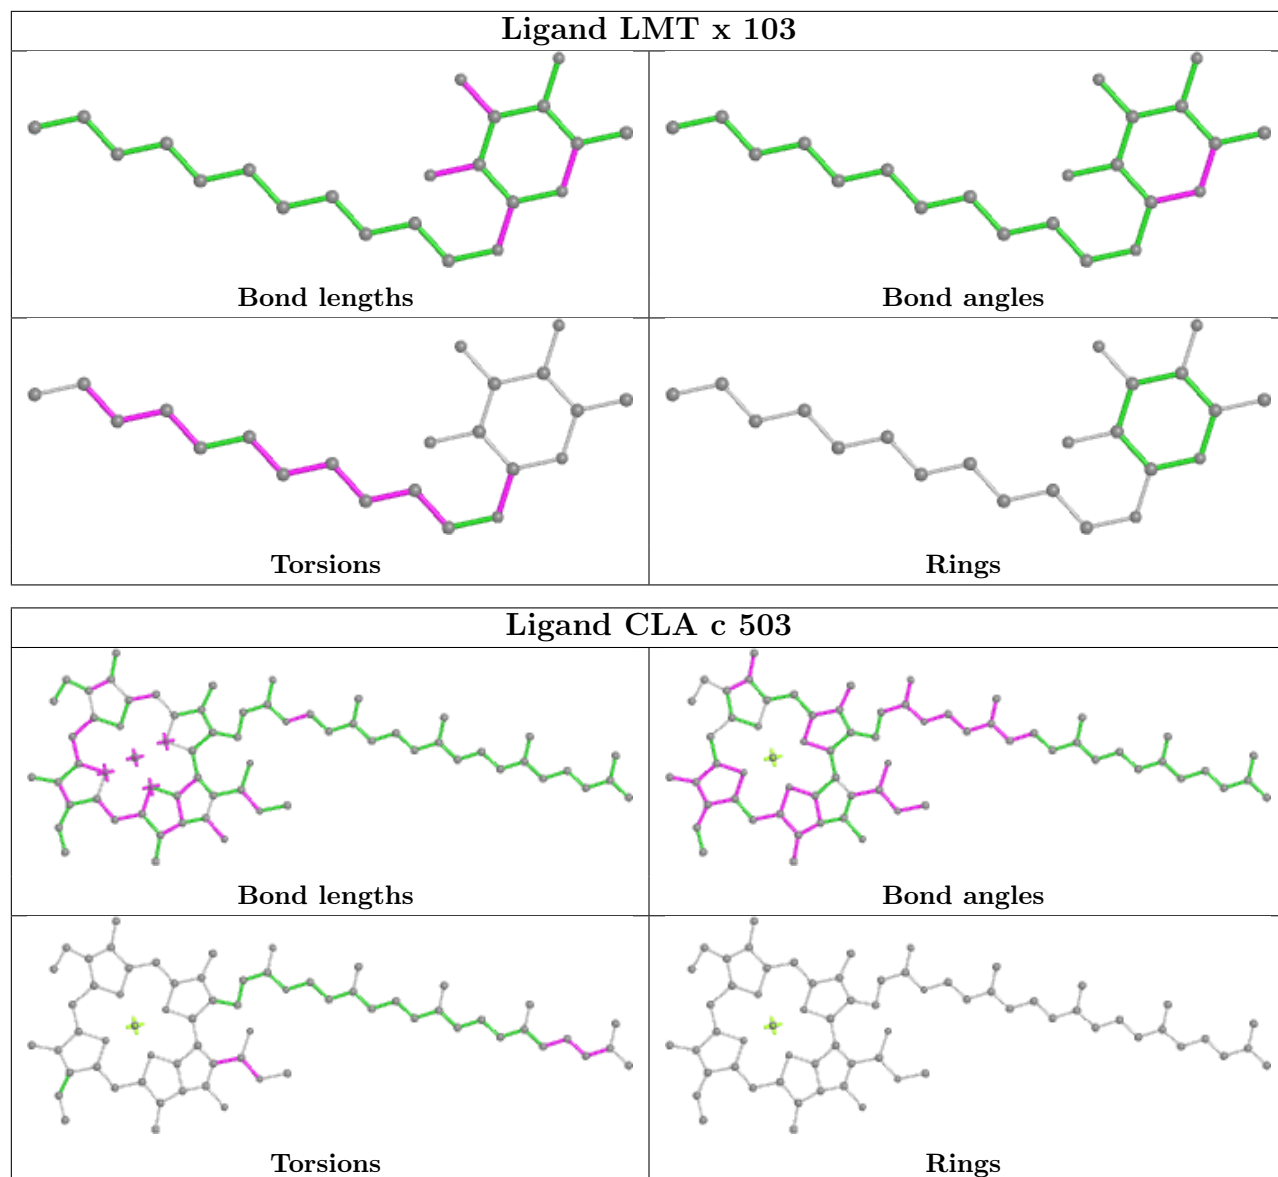 Ligand LMT x 103
Bond lengths
Bond angles
Torsions
Rings
Ligand CLA c 503
Bond lengths
Bond angles
Torsions
Rings